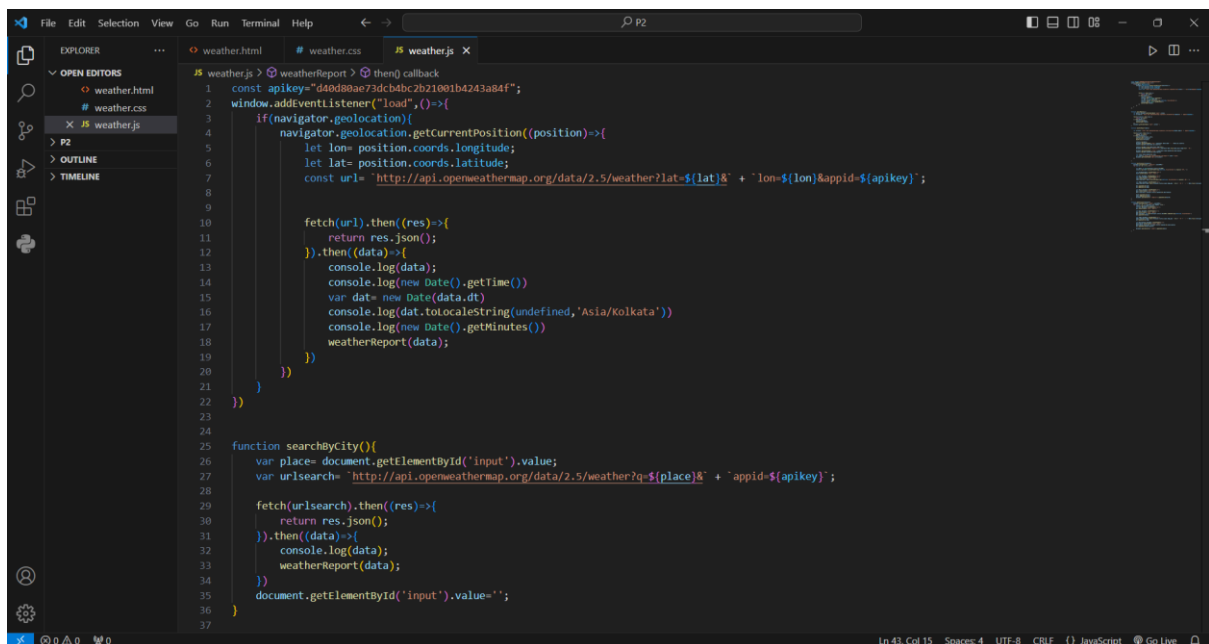 File Edit Selection View Go Run Terminal Help
P2
EXPLORER
weather.html
# weather.css
JS weather.js
OPEN EDITORS
weather.html
# weather.css
JS weather.js
P2
OUTLINE
TIMELINE
JS weather.js > weatherReport > then() callback
1 const apikey="d40d80ae73dcb4bc2b21001b4243a84f";
2 window.addEventListener("load",()=>{
3 if(navigator.geolocation){
4 navigator.geolocation.getCurrentPosition((position)=>{
5 let lon= position.coords.longitude;
6 let lat= position.coords.latitude;
7 const url= `http://api.openweathermap.org/data/2.5/weather?lat=${lat}&` + `lon=${lon}&appid=${apikey}`;
8
9
10 fetch(url).then((res)=>{
11 return res.json();
12 }).then((data)=>{
13 console.log(data);
14 console.log(new Date().getTime())
15 var dat= new Date(data.dt)
16 console.log(dat.toLocaleString(undefined,'Asia/Kolkata'))
17 console.log(new Date().getMinutes())
18 weatherReport(data);
19 })
20 })
21 }
22 })
23
24
25 function searchByCity(){
26 var place= document.getElementById('input').value;
27 var urlsearch= `http://api.openweathermap.org/data/2.5/weather?q=${place}&` + `appid=${apikey}`;
28
29 fetch(urlsearch).then((res)=>{
30 return res.json();
31 }).then((data)=>{
32 console.log(data);
33 weatherReport(data);
34 })
35 document.getElementById('input').value='';
36 }
37
0 0 0 Ln 43, Col 15 Spaces: 4 UTF-8 CRLF {} JavaScript Go Live